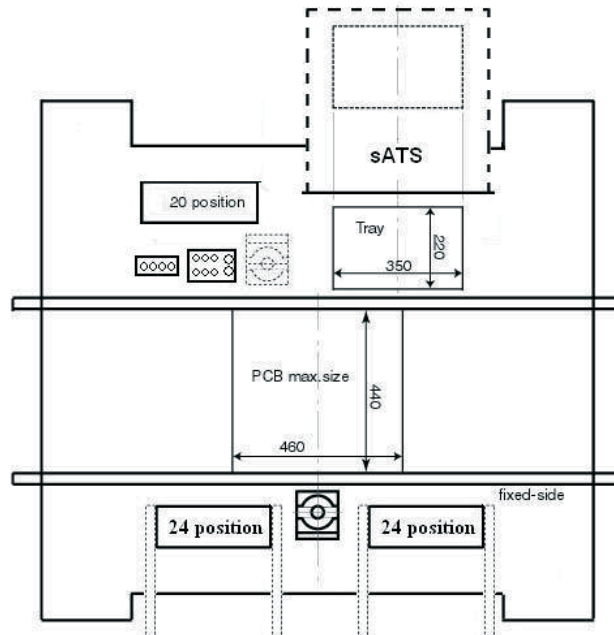 sATS
20 position
Tray
220
350
PCB max.size
440
460
fixed-side
24 position
24 position